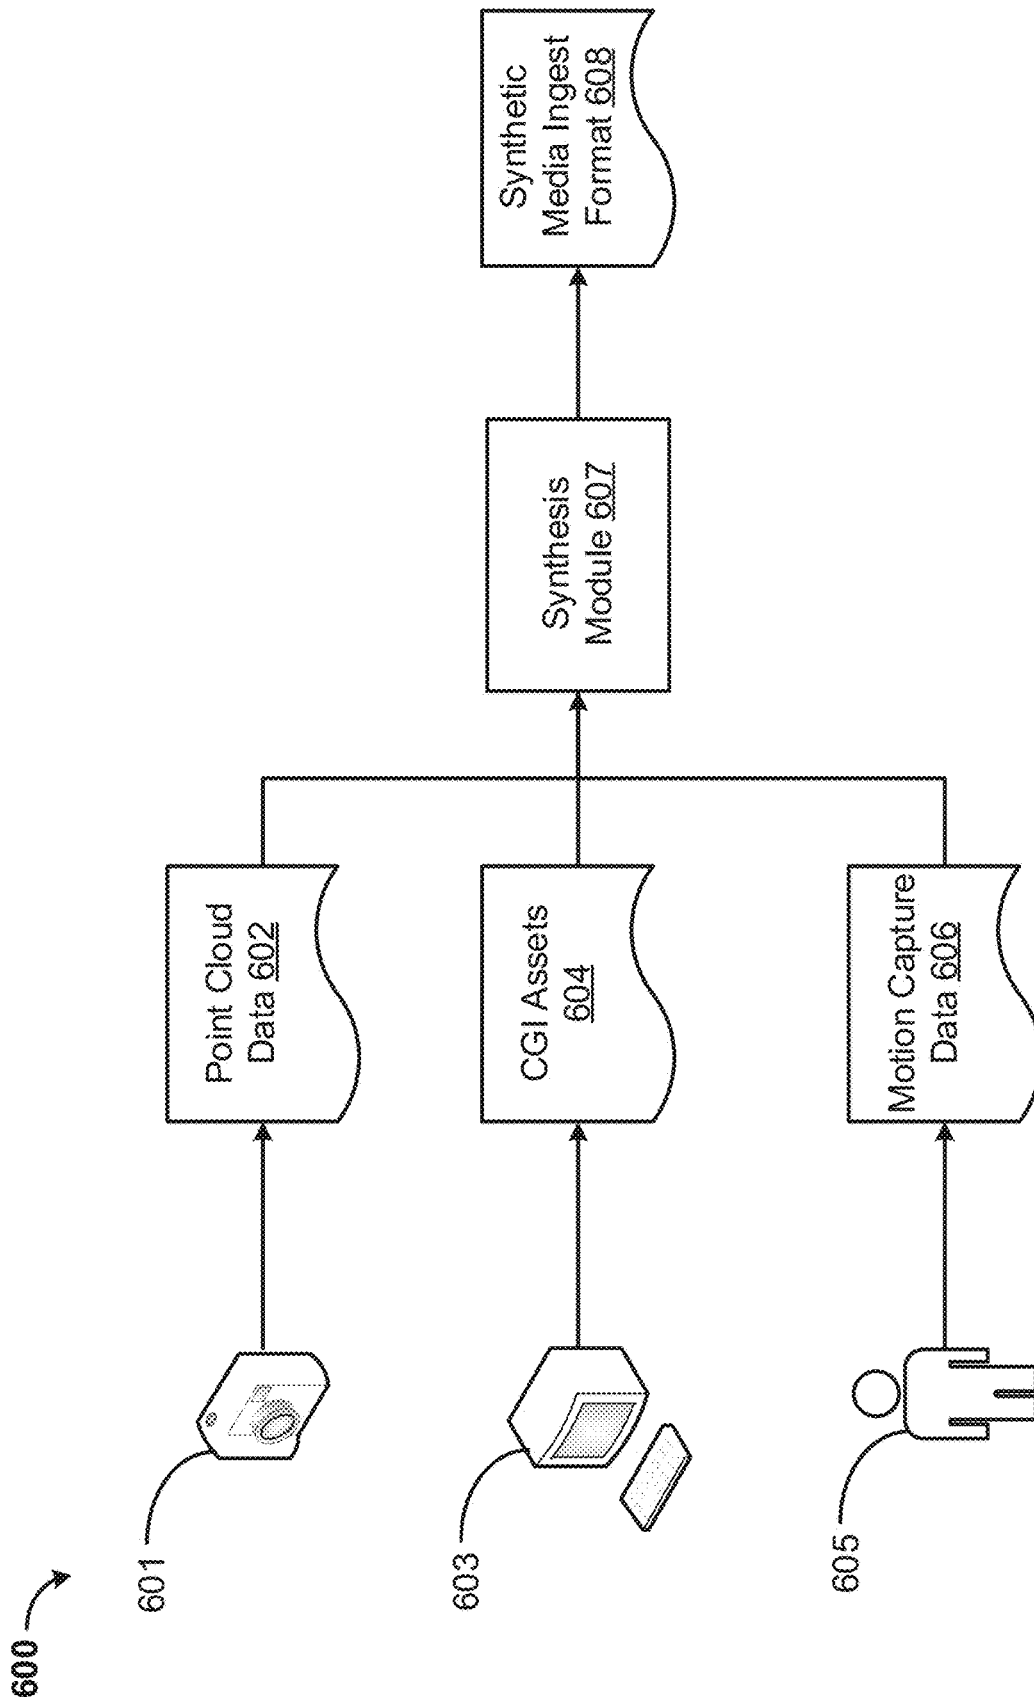 600
601
Point Cloud
Data 602
603
CGI Assets
604
605
Motion Capture
Data 606
Synthesis
Module 607
Synthetic
Media Ingest
Format 608